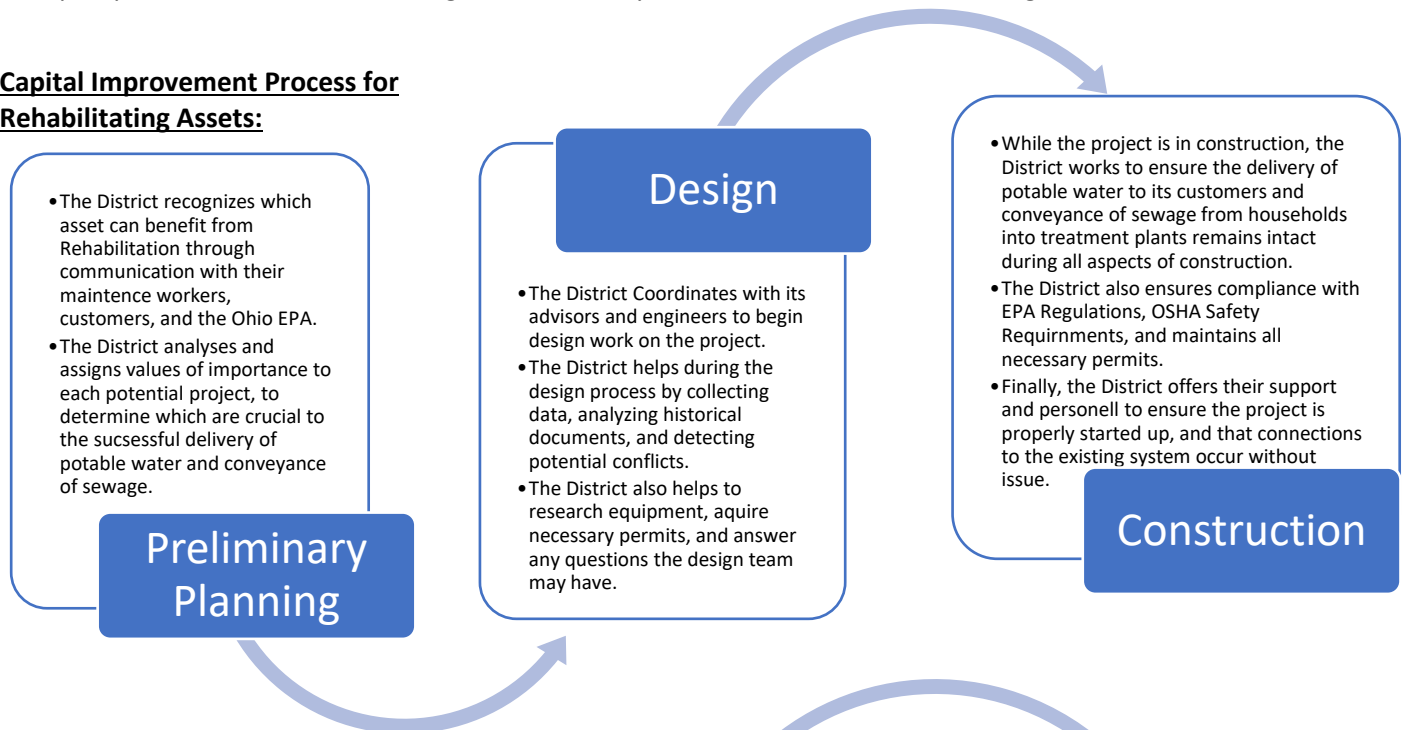 Capital Improvement Process for
Rehabilitating Assets:
•The District recognizes which
asset can benefit from
Rehabilitation through
communication with their
maintence workers,
customers, and the Ohio EPA.
•The District analyses and
assigns values of importance to
each potential project, to
determine which are crucial to
the sucsessful delivery of
potable water and conveyance
of sewage.
Preliminary
Planning
Design
•The District Coordinates with its
advisors and engineers to begin
design work on the project.
•The District helps during the
design process by collecting
data, analyzing historical
documents, and detecting
potential conflicts.
•The District also helps to
research equipment, aquire
necessary permits, and answer
any questions the design team
may have.
•While the project is in construction, the
District works to ensure the delivery of
potable water to its customers and
conveyance of sewage from households
into treatment plants remains intact
during all aspects of construction.
•The District also ensures compliance with
EPA Regulations, OSHA Safety
Requirnments, and maintains all
necessary permits.
•Finally, the District offers their support
and personell to ensure the project is
properly started up, and that connections
to the existing system occur without
issue.
Construction